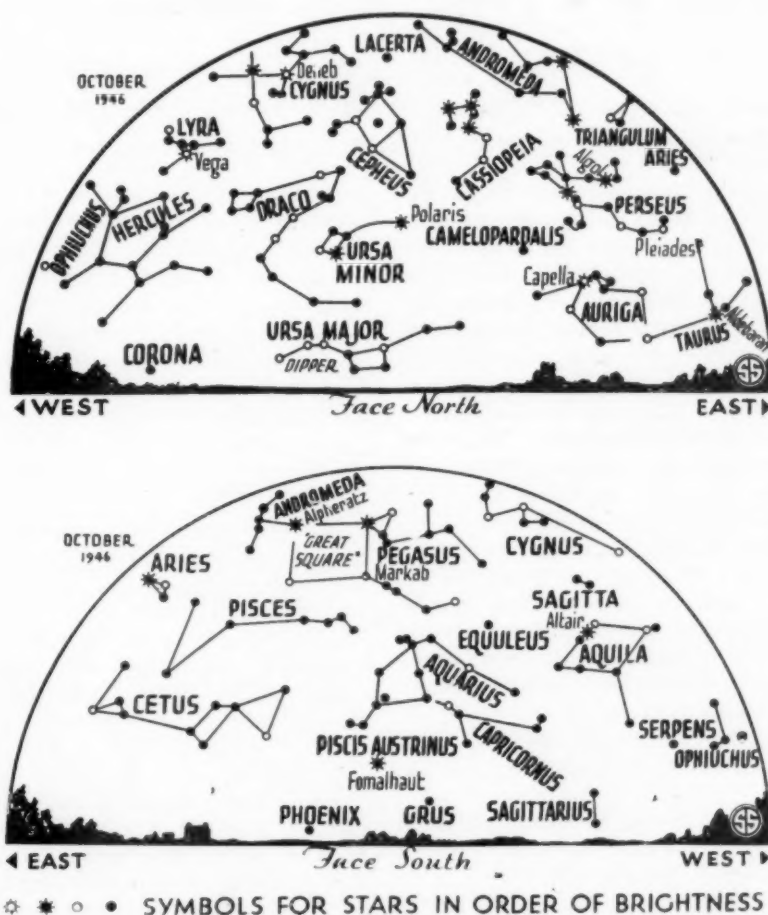 OCTOBER
1946
LACERTA
ANDROMEDA
Deneb
CYGNUS
LYRA
Vega
CEPHEUS
CASSIOPEIA
TRIANGULUM
ARIES
Algol
PERSEUS
OPHIUCHUS
HERCULES
DRACO
Polaris
URSA
MINOR
CAMELOPARDALIS
Pleiades
Capella
AURIGA
TAURUS
Aldebaran
CORONA
URSA MAJOR
DIPPER
SS
WEST
Face North
EAST
OCTOBER
1946
ANDROMEDA
Alpheratz
"GREAT
SQUARE"
PEGASUS
Markab
CYGNUS
ARIES
PISCES
SAGITTA
Altair
AQUILA
EQUULEUS
AQUARIUS
CETUS
SERPENS
OPHIUCHUS
PISCIS AUSTRINUS
CAPRICORNUS
Fomalhaut
PHOENIX
GRUS
SAGITTARIUS
SS
EAST
Face South
WEST
SYMBOLS FOR STARS IN ORDER OF BRIGHTNESS